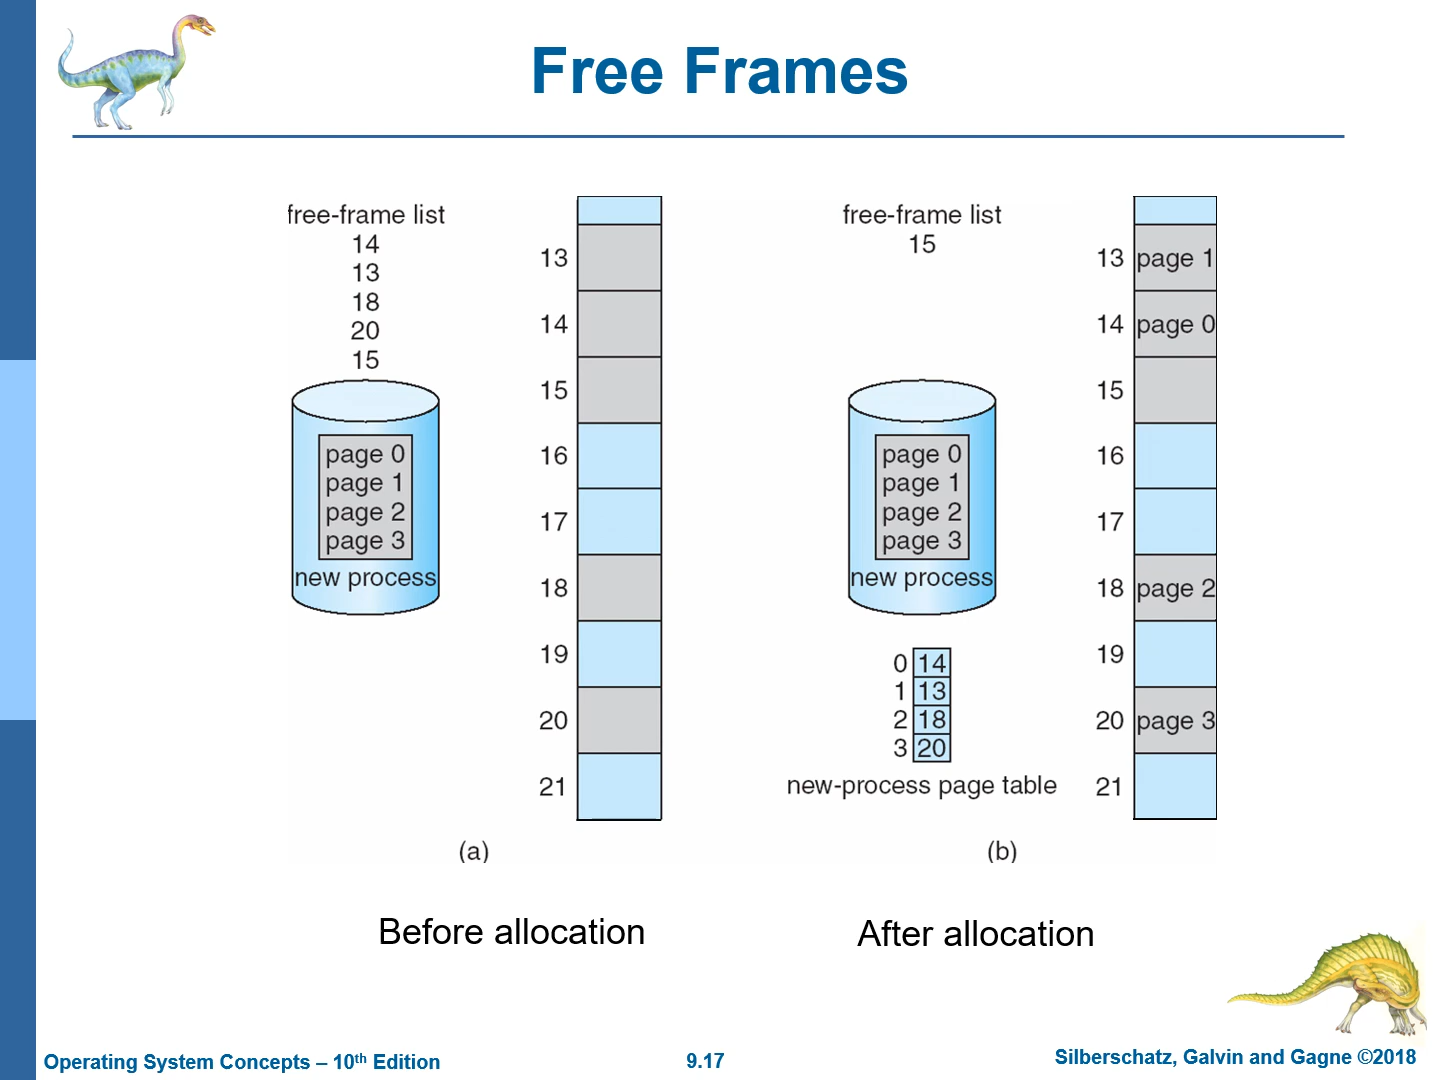 Free Frames
free-frame list
14
13
18
20
15
page 0
page 1
page 2
page 3
new process
13
14
15
16
17
18
19
20
21
(a)
Before allocation
free-frame list
15
page 0
page 1
page 2
page 3
new process
0 14
1 13
2 18
3 20
new-process page table
13 page 1
14 page 0
15
16
17
18 page 2
19
20 page 3
21
(b)
After allocation
Operating System Concepts – 10th Edition
9.17
Silberschatz, Galvin and Gagne ©2018